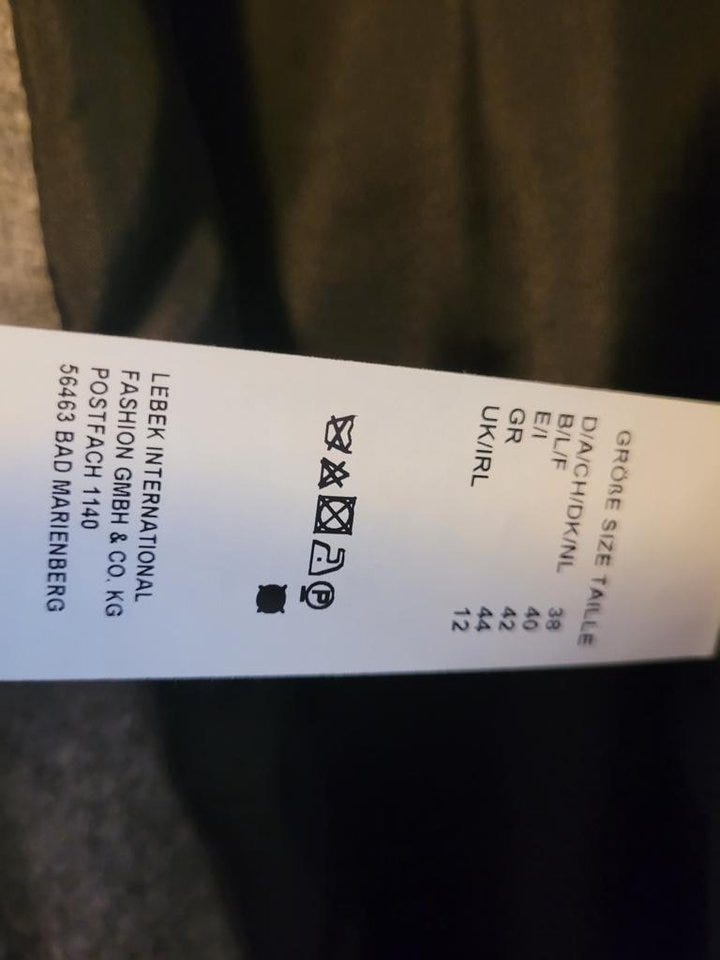 GRÖßE SIZE TAILLE
D/A/CH/DK/NL 38
B/L/F 40
E/I 42
GR 44
UK/IRL 12
P
LEBEK INTERNATIONAL
FASHION GMBH & CO. KG
POSTFACH 1140
56463 BAD MARIENBERG